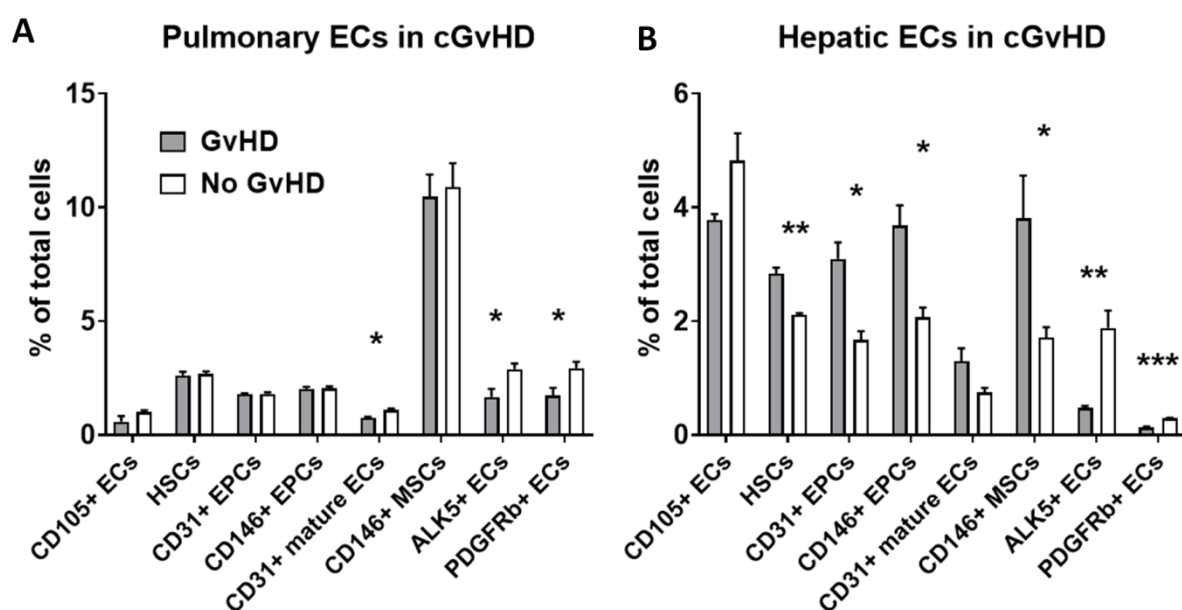 A
Pulmonary ECs in cGvHD
% of total cells
15
10
5
0
GvHD
No GvHD
*
*
*
CD105+ ECs
HSCs
CD31+ EPCs
CD146+ EPCs
CD31+ mature ECs
CD146+ MSCs
ALK5+ ECs
PDGFRb+ ECs
B
Hepatic ECs in cGvHD
% of total cells
6
4
2
0
**
*
*
*
**
***
CD105+ ECs
HSCs
CD31+ EPCs
CD146+ EPCs
CD31+ mature ECs
CD146+ MSCs
ALK5+ ECs
PDGFRb+ ECs